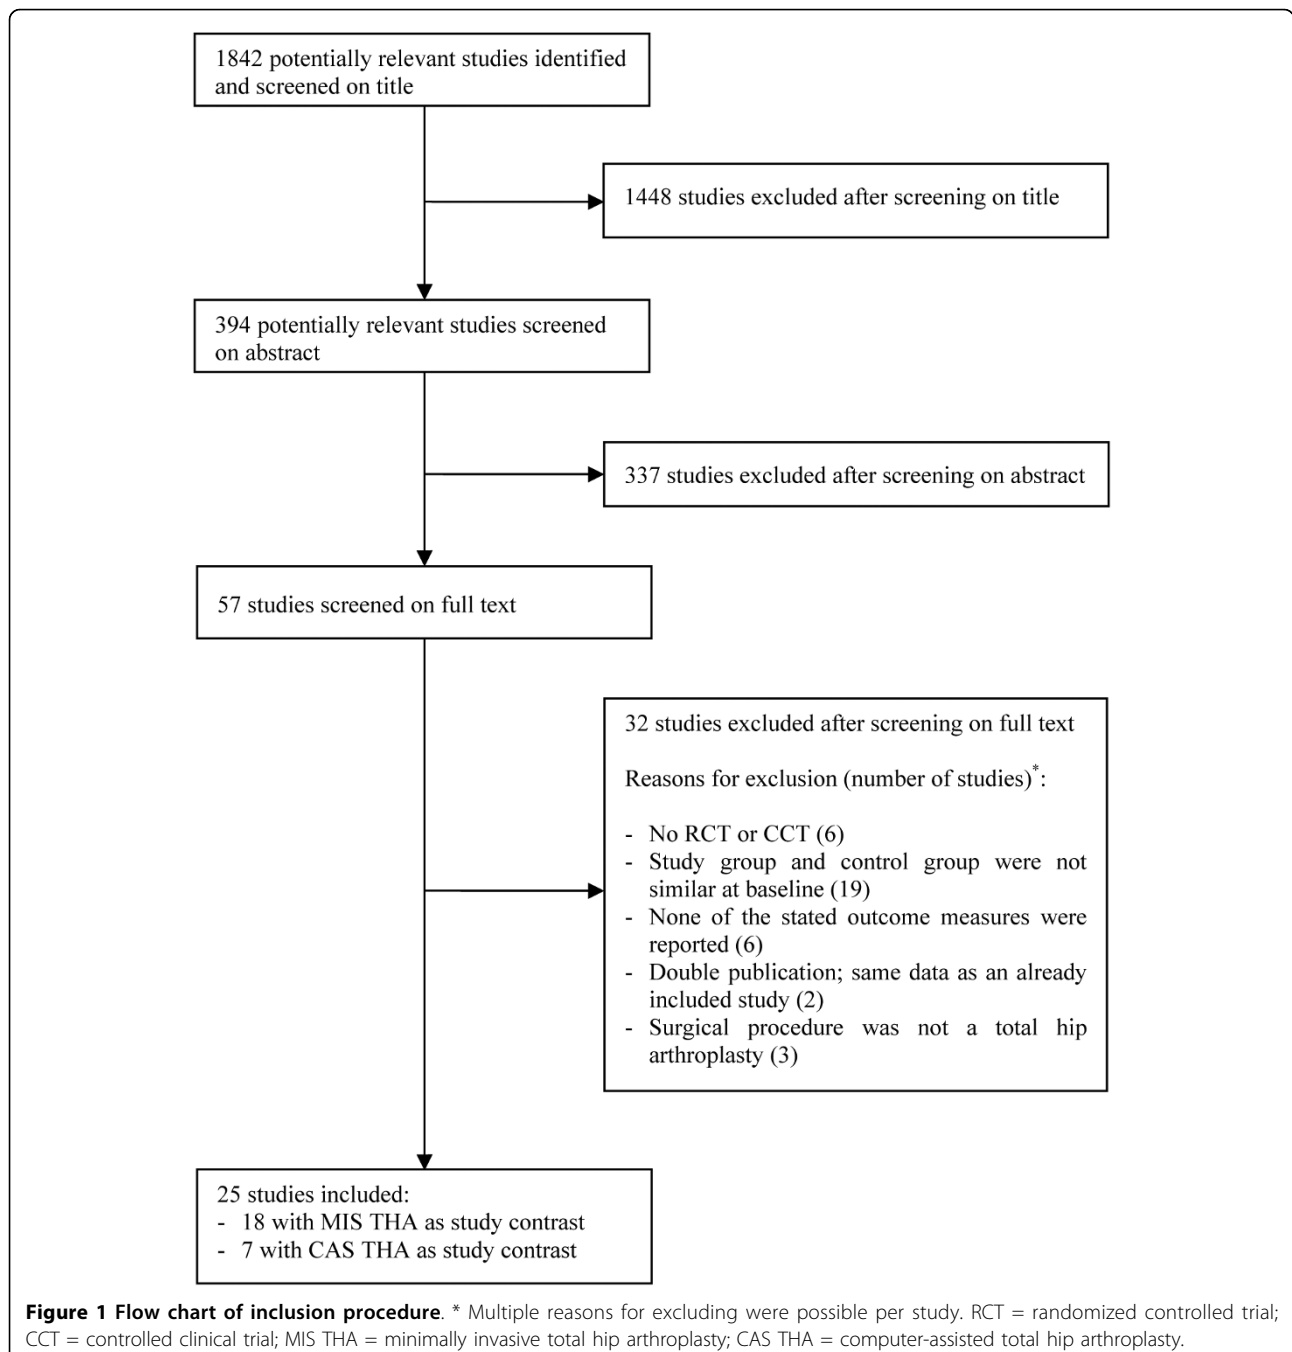 1842 potentially relevant studies identified
and screened on title
1448 studies excluded after screening on title
394 potentially relevant studies screened
on abstract
337 studies excluded after screening on abstract
57 studies screened on full text
32 studies excluded after screening on full text
Reasons for exclusion (number of studies)*:
- No RCT or CCT (6)
- Study group and control group were not
similar at baseline (19)
- None of the stated outcome measures were
reported (6)
- Double publication; same data as an already
included study (2)
- Surgical procedure was not a total hip
arthroplasty (3)
25 studies included:
- 18 with MIS THA as study contrast
- 7 with CAS THA as study contrast
Figure 1 Flow chart of inclusion procedure. * Multiple reasons for excluding were possible per study. RCT = randomized controlled trial;
CCT = controlled clinical trial; MIS THA = minimally invasive total hip arthroplasty; CAS THA = computer-assisted total hip arthroplasty.